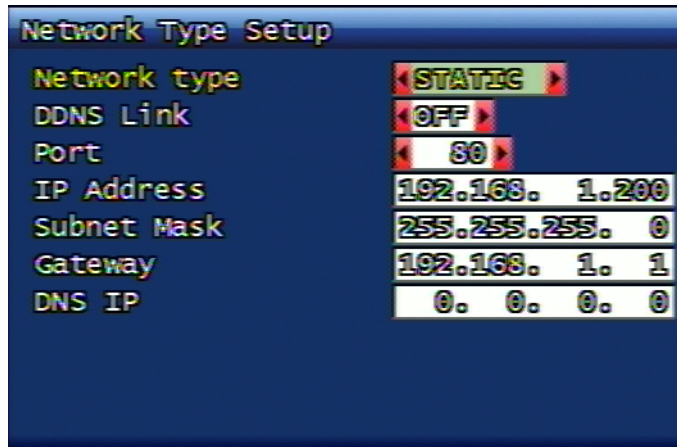 Network Type Setup
Network type STATIC
DDNS Link OFF
Port 80
IP Address 192.168. 1.200
Subnet Mask 255.255.255. 0
Gateway 192.168. 1. 1
DNS IP 0. 0. 0. 0